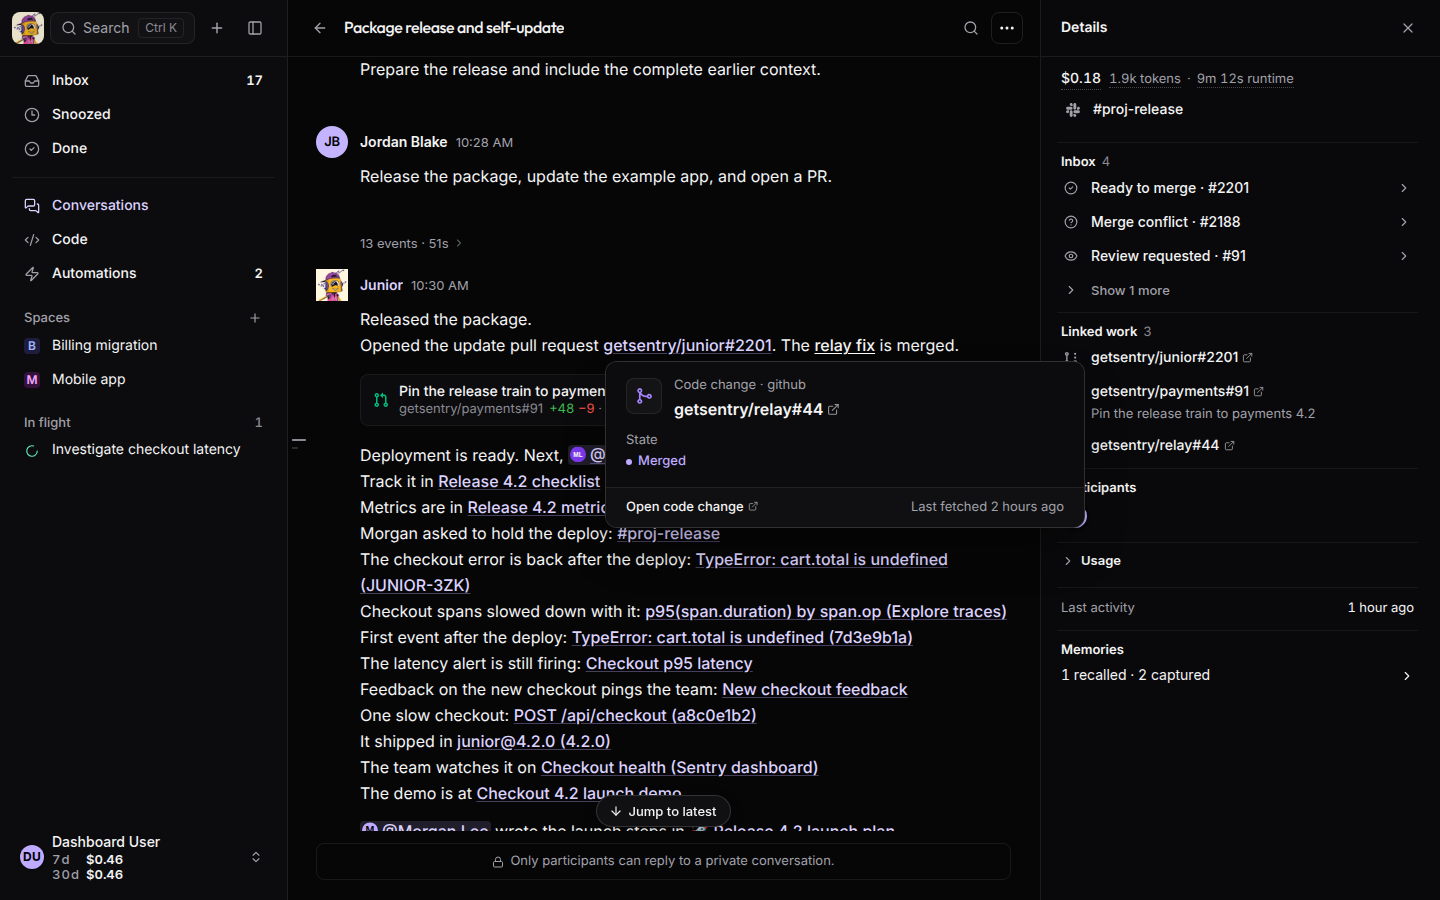 Search Ctrl K
Inbox 17
Snoozed
Done
Conversations
Code
Automations 2
Spaces
B Billing migration
M Mobile app
In flight 1
Investigate checkout latency
DU Dashboard User
7d $0.46
30d $0.46
Package release and self-update
Prepare the release and include the complete earlier context.
JB Jordan Blake 10:28 AM
Release the package, update the example app, and open a PR.
13 events · 51s
Junior 10:30 AM
Released the package.
Opened the update pull request getsentry/junior#2201. The relay fix is merged.
Pin the release train to paymen
getsentry/payments#91 +48 −9 ·
Code change · github
getsentry/relay#44
State
Merged
Open code change Last fetched 2 hours ago
Deployment is ready. Next, ML @
Track it in Release 4.2 checklist
Metrics are in Release 4.2 metric
Morgan asked to hold the deploy: #proj-release
The checkout error is back after the deploy: TypeError: cart.total is undefined
(JUNIOR-3ZK)
Checkout spans slowed down with it: p95(span.duration) by span.op (Explore traces)
First event after the deploy: TypeError: cart.total is undefined (7d3e9b1a)
The latency alert is still firing: Checkout p95 latency
Feedback on the new checkout pings the team: New checkout feedback
One slow checkout: POST /api/checkout (a8c0e1b2)
It shipped in junior@4.2.0 (4.2.0)
The team watches it on Checkout health (Sentry dashboard)
The demo is at Checkout 4.2 launch demo
Jump to latest
@Morgan Lee wrote the launch steps in Release 4.2 launch plan
Only participants can reply to a private conversation.
Details
$0.18 1.9k tokens · 9m 12s runtime
#proj-release
Inbox 4
Ready to merge · #2201
Merge conflict · #2188
Review requested · #91
Show 1 more
Linked work 3
getsentry/junior#2201
getsentry/payments#91
Pin the release train to payments 4.2
getsentry/relay#44
ticipants
Usage
Last activity 1 hour ago
Memories
1 recalled · 2 captured